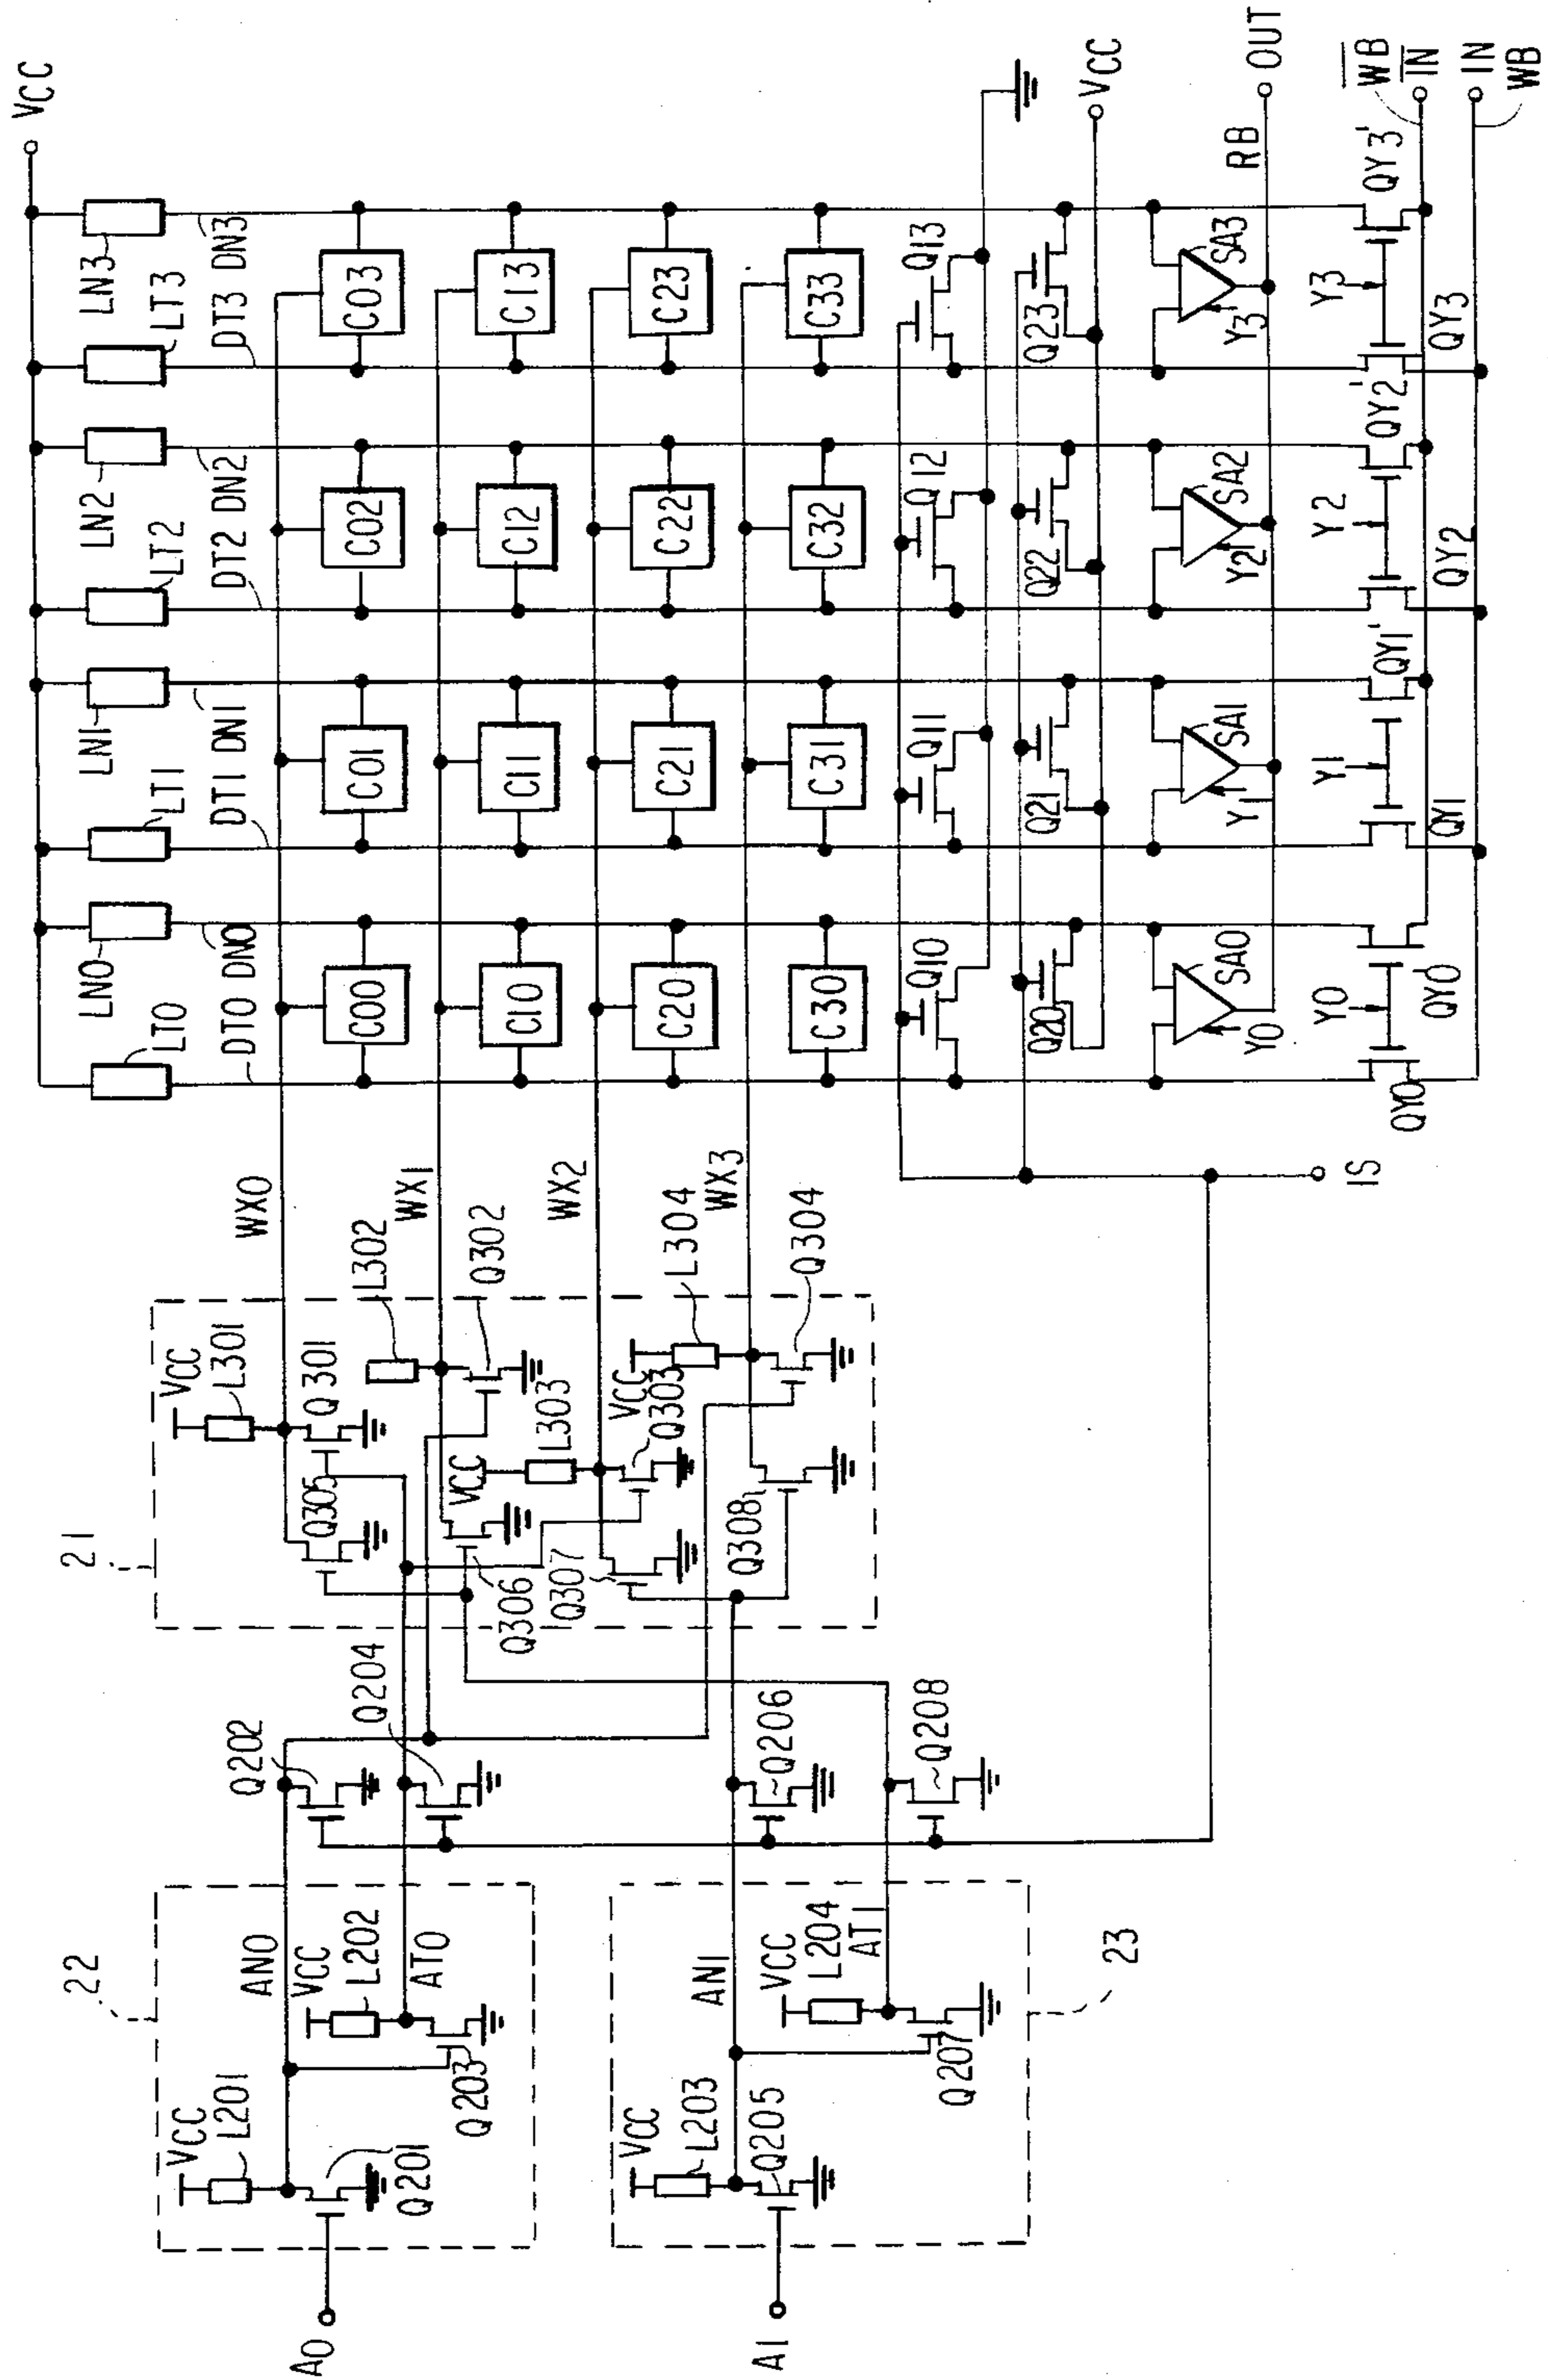 VCC
LT0
LN0
LT1
LN1
LT2
LN2
LT3
LN3
DT0
DN0
DT1
DN1
DT2
DN2
DT3
DN3
WX0
C00
C01
C02
C03
WX1
C10
C11
C12
C13
WX2
C20
C21
C22
C23
WX3
C30
C31
C32
C33
Q10
Q11
Q12
Q13
Q20
Q21
Q22
Q23
VCC
SA0
SA1
SA2
SA3
Y0
Y1
Y2
Y3'
RB
OUT
Y0
Y1
Y2
Y3
QY0
QY0'
QY1
QY1'
QY2
QY2'
QY3
QY3'
WB
IN
IN
WB
IS
21
VCC
L301
Q301
Q305
L302
Q302
VCC
Q306
L303
Q303
Q307
VCC
L304
Q304
Q308
Q202
Q204
Q206
Q208
22
AN0
VCC
L201
Q201
VCC
L202
AT0
Q203
A0
23
AN1
VCC
L203
Q205
VCC
L204
AT1
Q207
A1